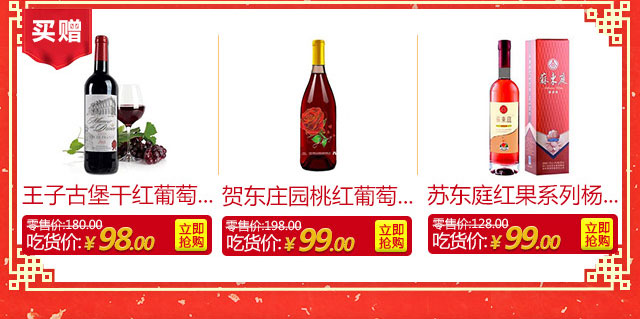 买赠
苏东庭
王子古堡干红葡萄...
贺东庄园桃红葡萄...
苏东庭红果系列杨...
零售价:180.00
吃货价:￥98.00
立即
抢购
零售价:198.00
吃货价:￥99.00
立即
抢购
零售价:128.00
吃货价:￥99.00
立即
抢购